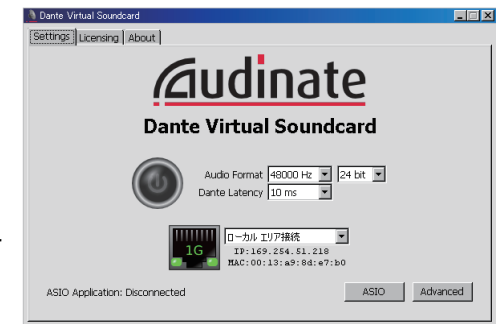 Dante Virtual Soundcard
Settings Licensing About
Audinate
Dante Virtual Soundcard
Audio Format 48000 Hz 24 bit
Dante Latency 10 ms
ローカル エリア接続
1G
IP:169.254.51.218
MAC:00:13:a9:8d:e7:b0
ASIO Application: Disconnected ASIO Advanced